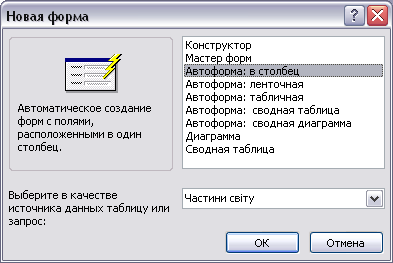 Новая форма
Автоматическое создание
форм с полями,
расположенными в один
столбец.
Конструктор
Мастер форм
Автоформа: в столбец
Автоформа: ленточная
Автоформа: табличная
Автоформа: сводная таблица
Автоформа: сводная диаграмма
Диаграмма
Сводная таблица
Выберите в качестве
источника данных таблицу или
запрос:
Частини світу
ОК
Отмена